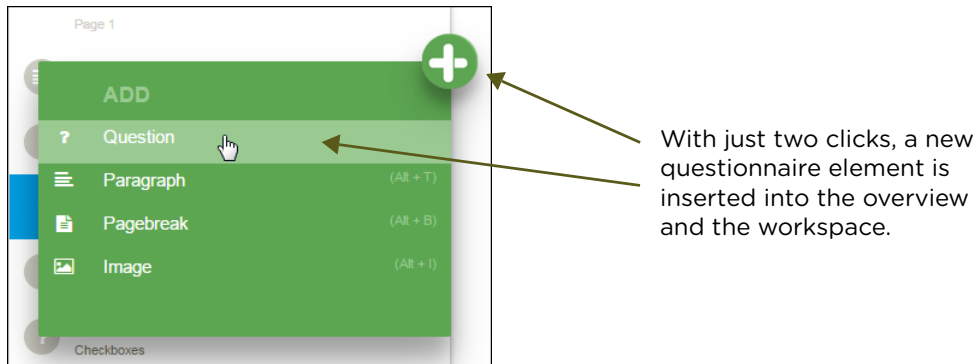 Page 1
ADD
? Question
Paragraph (Alt + T)
Pagebreak (Alt + B)
Image (Alt + I)
?
Checkboxes
With just two clicks, a new
questionnaire element is
inserted into the overview
and the workspace.